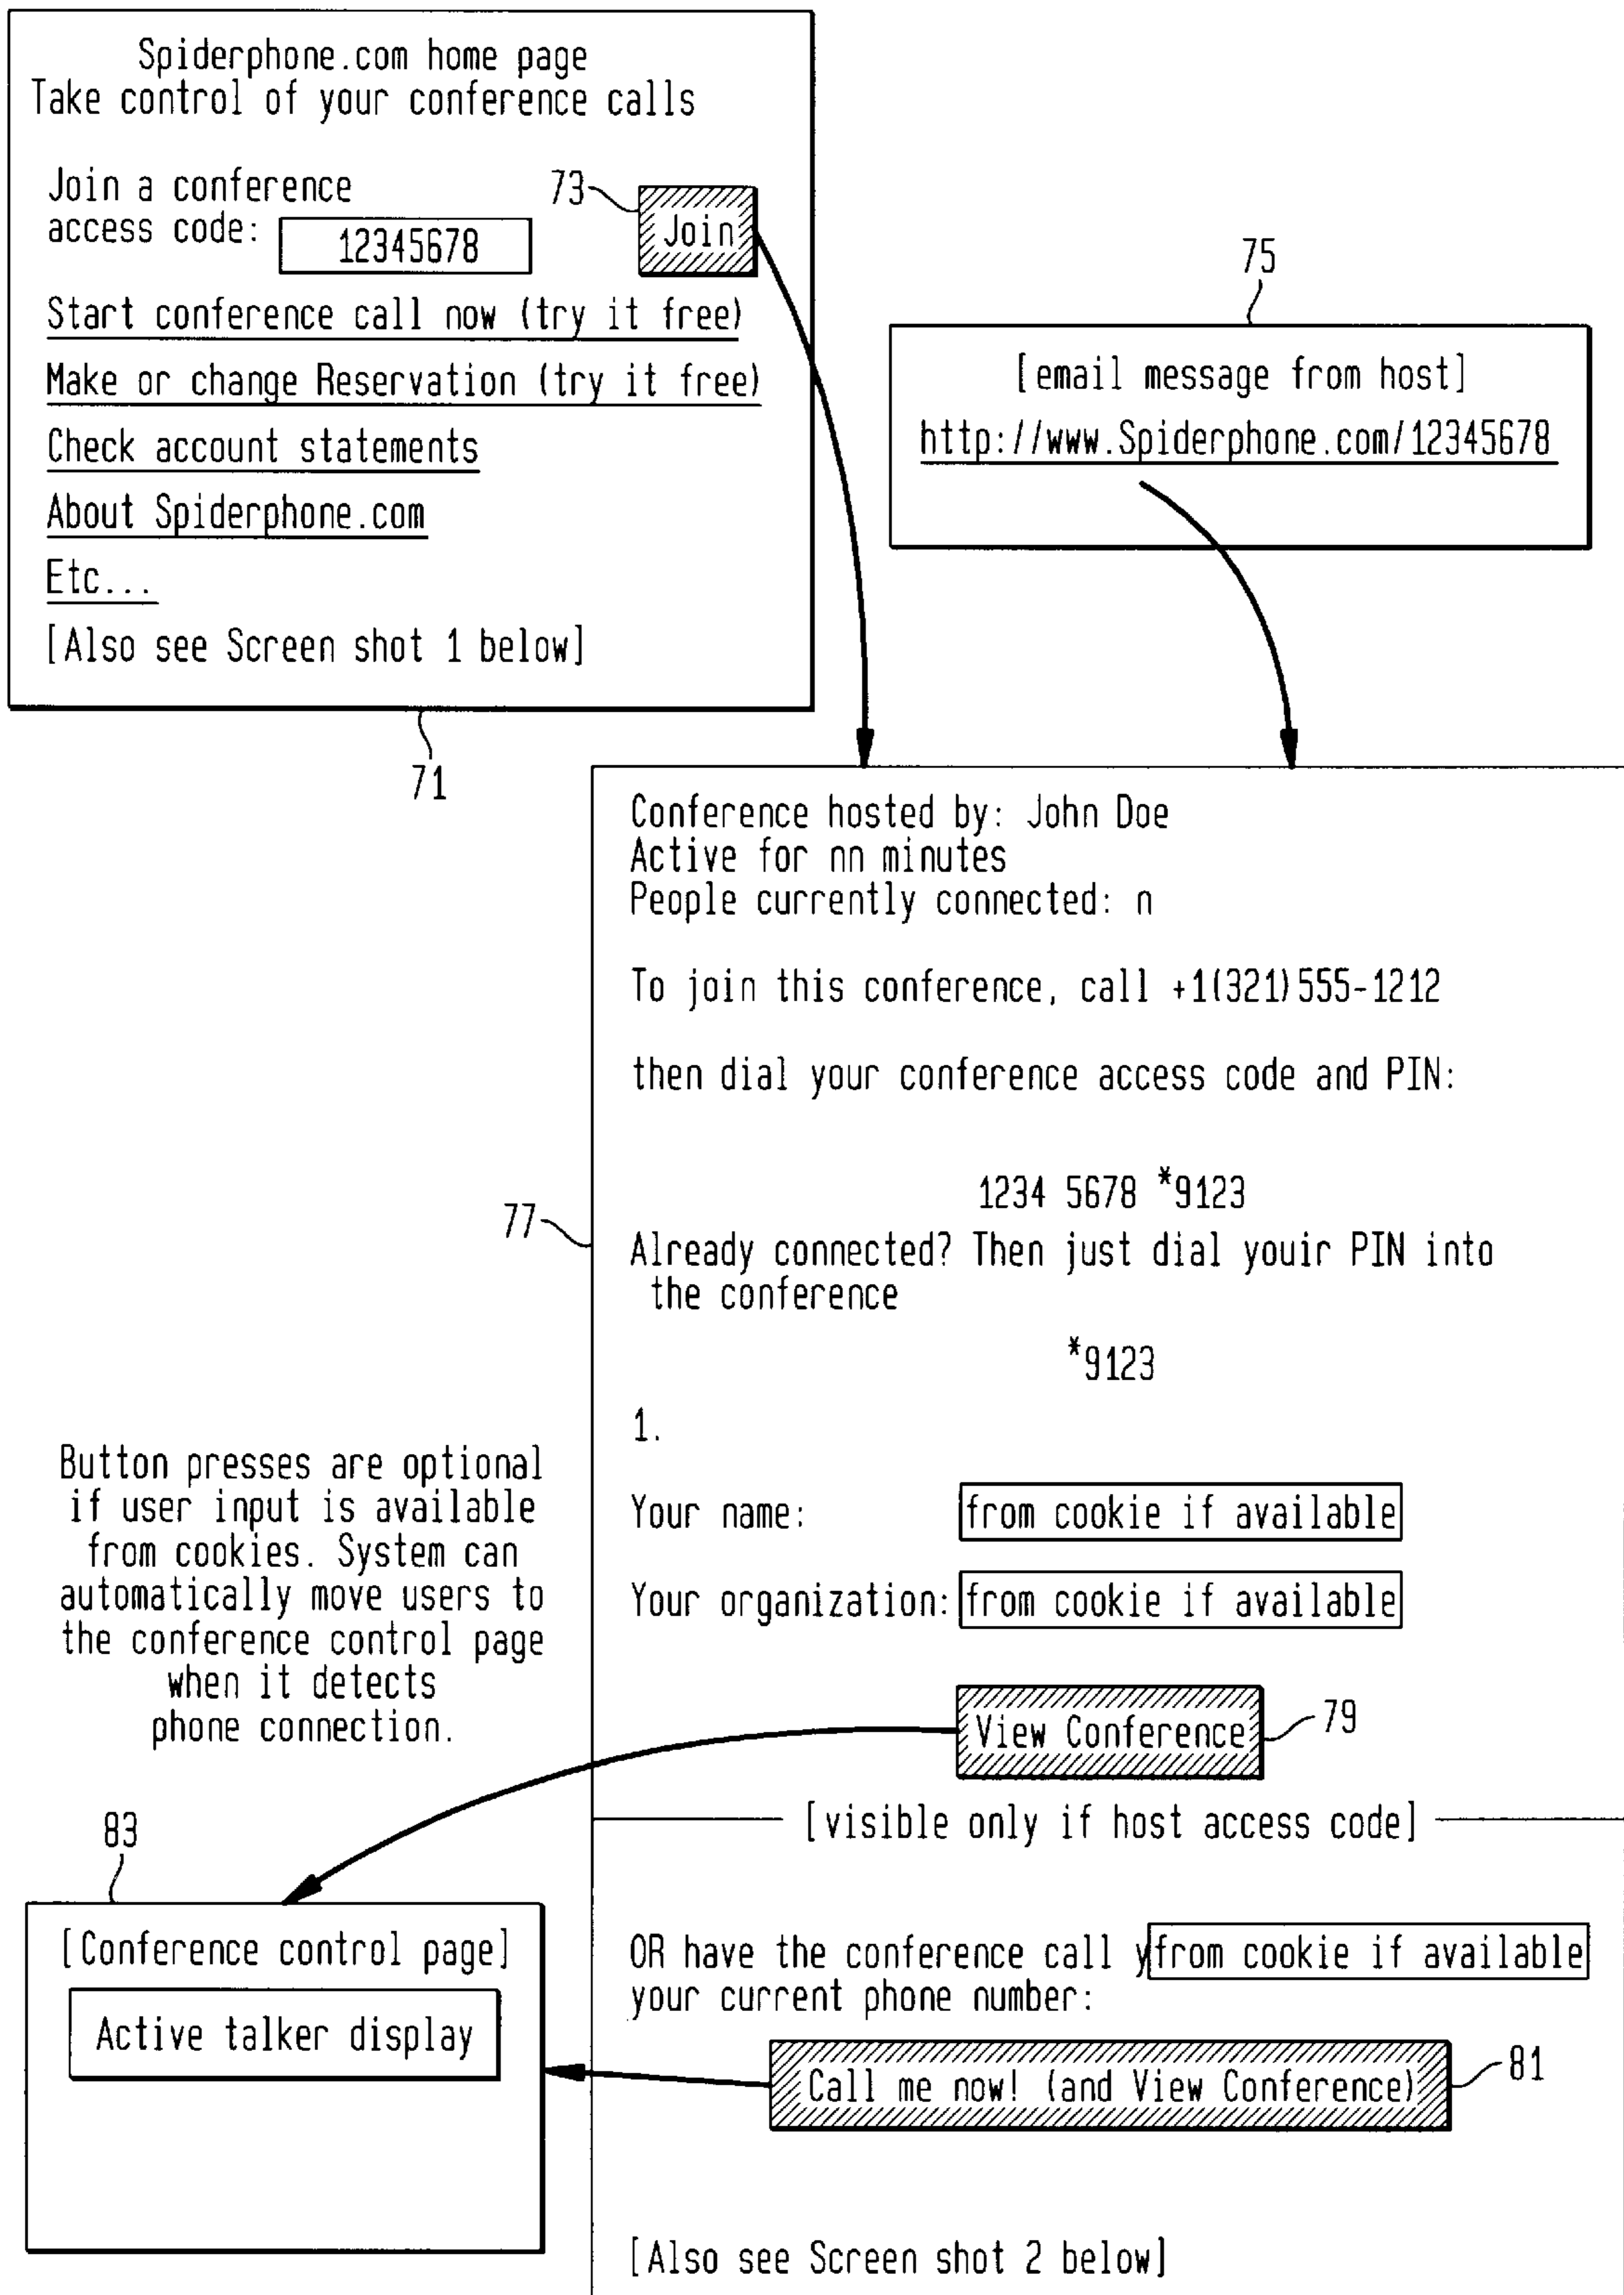 Spiderphone.com home page
Take control of your conference calls
Join a conference
access code:
12345678
73
Join
Start conference call now (try it free)
Make or change Reservation (try it free)
Check account statements
About Spiderphone.com
Etc...
[Also see Screen shot 1 below]
71
75
[email message from host]
http://www.Spiderphone.com/12345678
77
Conference hosted by: John Doe
Active for nn minutes
People currently connected: n
To join this conference, call +1(321)555-1212
then dial your conference access code and PIN:
1234 5678 *9123
Already connected? Then just dial youir PIN into
the conference
*9123
1.
Your name:
from cookie if available
Your organization:
from cookie if available
View Conference
79
[visible only if host access code]
OR have the conference call y
from cookie if available
your current phone number:
Call me now! (and View Conference)
81
[Also see Screen shot 2 below]
Button presses are optional
if user input is available
from cookies. System can
automatically move users to
the conference control page
when it detects
phone connection.
83
[Conference control page]
Active talker display